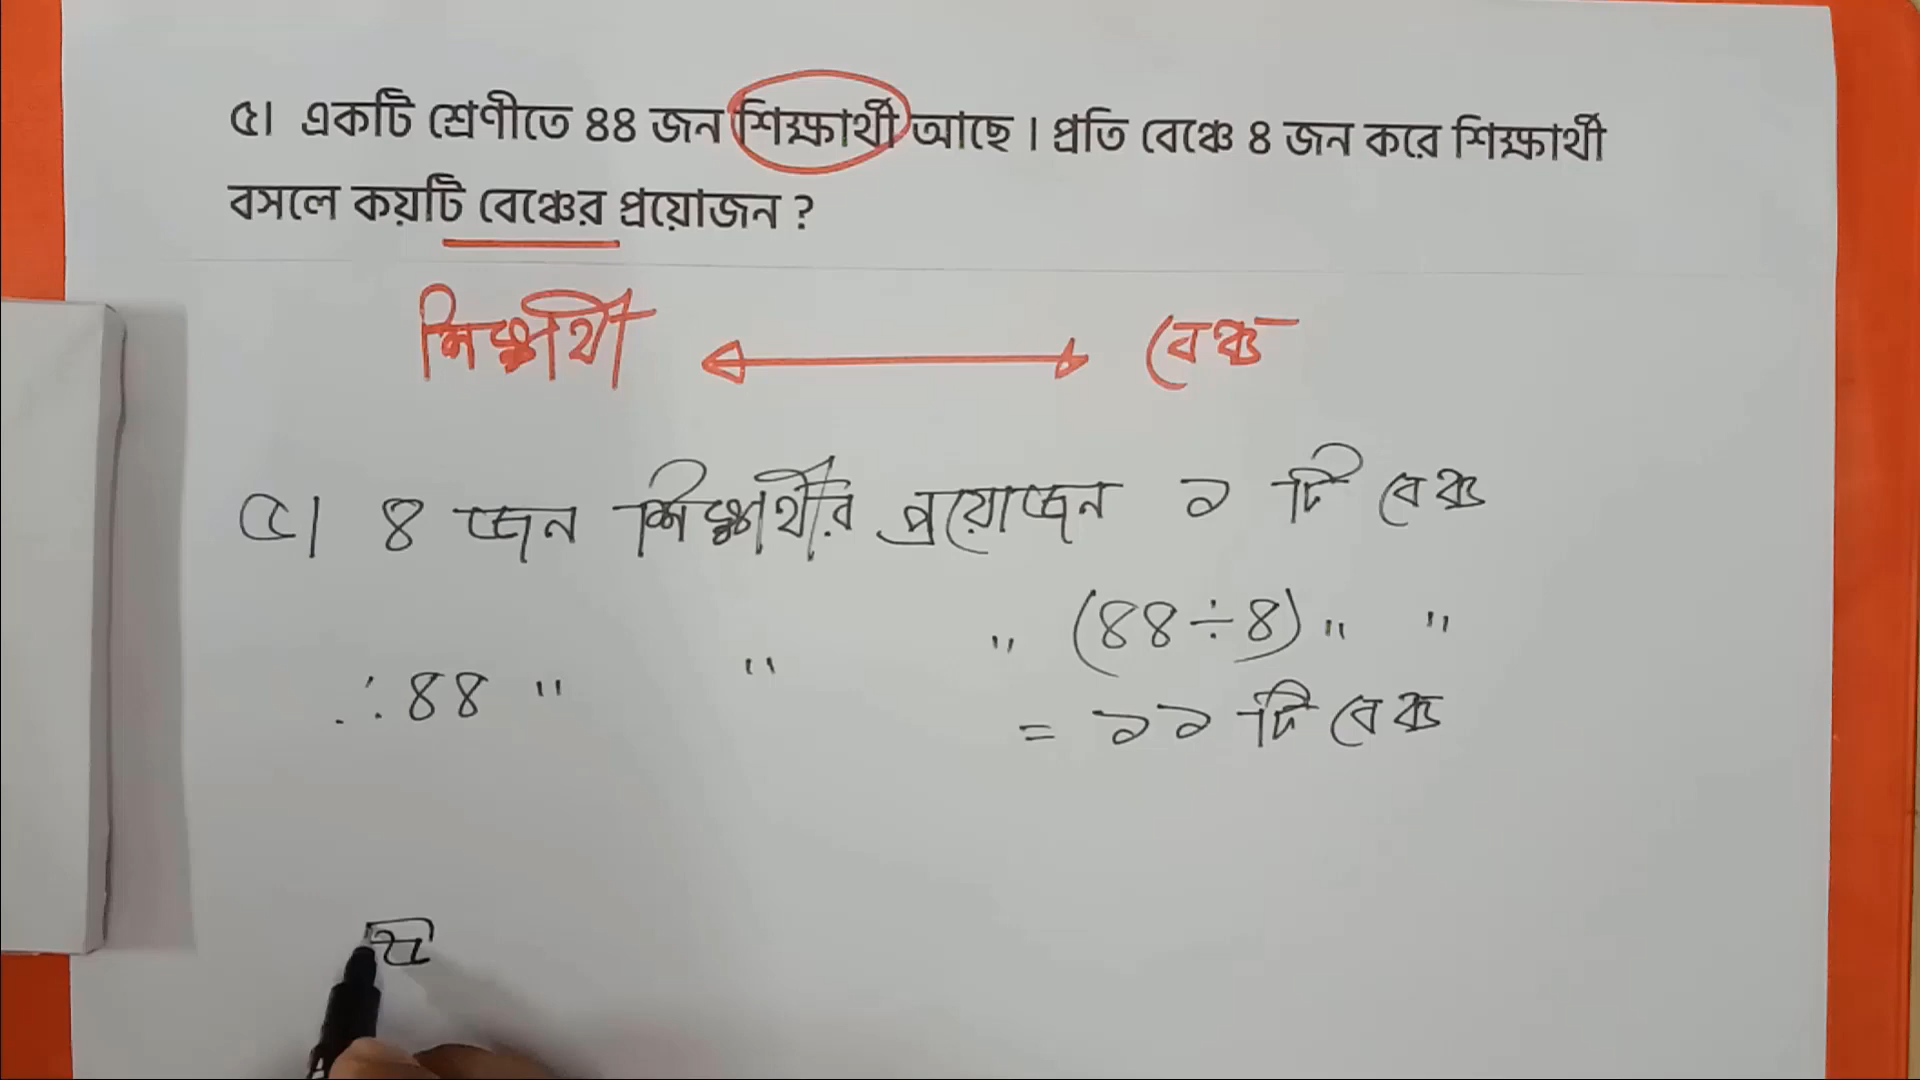 ৫। একটি শ্রেণীতে ৪৪ জন শিক্ষার্থী আছে। প্রতি বেঞ্চে ৪ জন করে শিক্ষার্থী
বসলে কয়টি বেঞ্চের প্রয়োজন ?
শিক্ষার্থী বেঞ্চ
৫। ৪ জন শিক্ষার্থীর প্রয়োজন ১ টি বেঞ্চ
∴ ৪৪ " " " (৪৪÷৪) " "
= ১১ টি বেঞ্চ